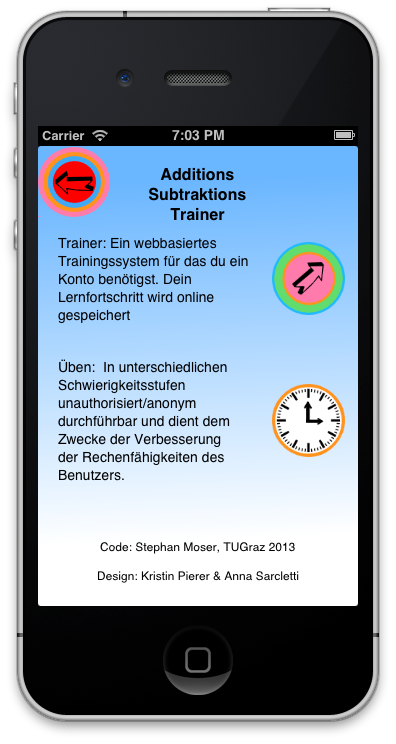 Carrier 7:03 PM
Additions
Subtraktions
Trainer
Trainer: Ein webbasiertes
Trainingssystem für das du ein
Konto benötigst. Dein
Lernfortschritt wird online
gespeichert
Üben:  In unterschiedlichen
Schwierigkeitsstufen
unauthorisiert/anonym
durchführbar und dient dem
Zwecke der Verbesserung
der Rechenfähigkeiten des
Benutzers.
Code: Stephan Moser, TUGraz 2013
Design: Kristin Pierer & Anna Sarcletti